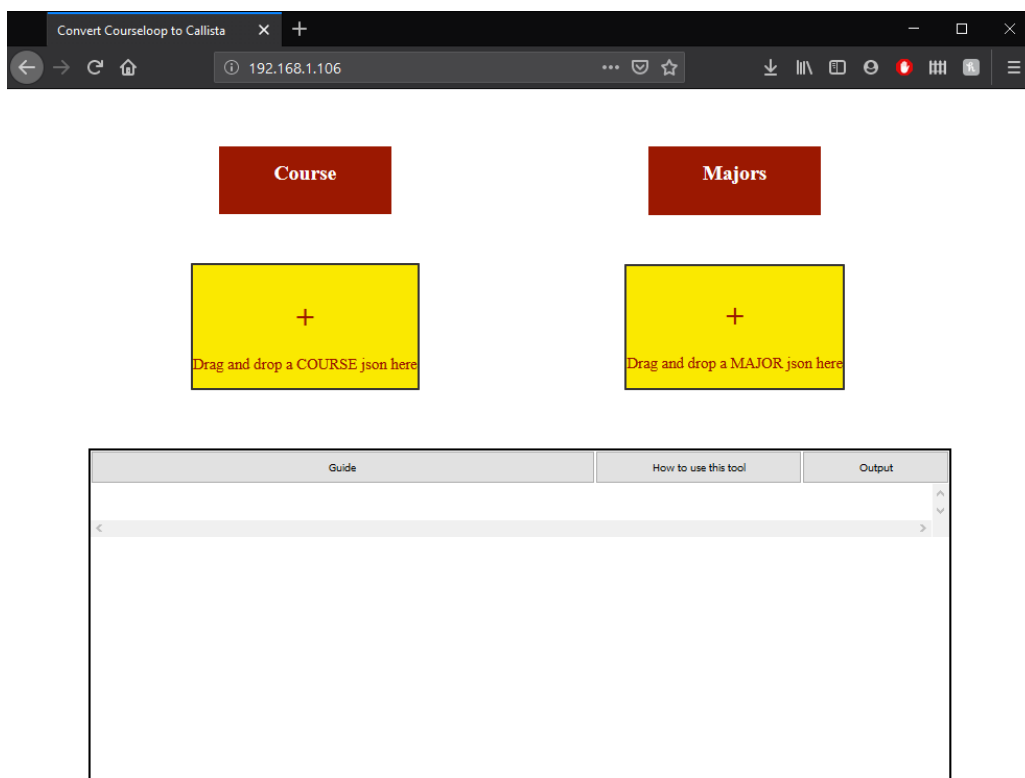 Convert Courseloop to Callista
192.168.1.106
Course
Majors
+
Drag and drop a COURSE json here
+
Drag and drop a MAJOR json here
Guide
How to use this tool
Output